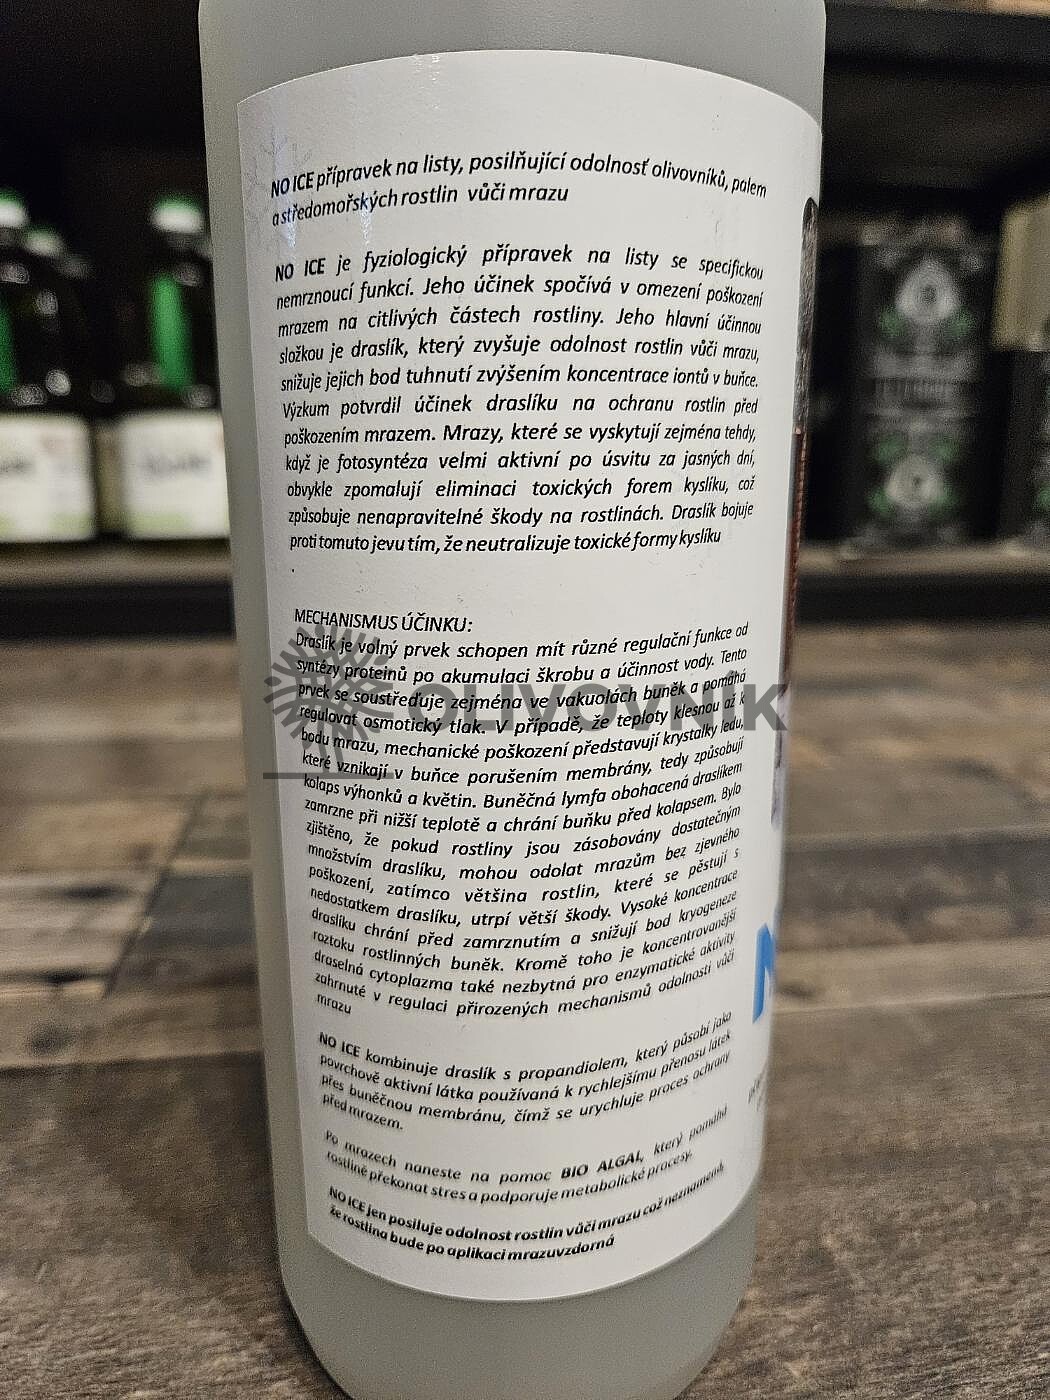 NO ICE přípravek na listy, posilňující odolnosť olivovníků, palem
a středomořských rostlin vůči mrazu
NO ICE je fyziologický přípravek na listy se specifickou
nemrznoucí funkcí. Jeho účinek spočívá v omezení poškození
mrazem na citlivých částech rostliny. Jeho hlavní účinnou
složkou je draslík, který zvyšuje odolnost rostlin vůči mrazu,
snižuje jejich bod tuhnutí zvýšením koncentrace iontů v buňce.
Výzkum potvrdil účinek draslíku na ochranu rostlin před
poškozením mrazem. Mrazy, které se vyskytují zejména tehdy,
když je fotosyntéza velmi aktivní po úsvitu za jasných dní,
obvykle zpomalují eliminaci toxických forem kyslíku, což
způsobuje nenapravitelné škody na rostlinách. Draslík bojuje
proti tomuto jevu tím, že neutralizuje toxické formy kyslíku
.
MECHANISMUS ÚČINKU:
Draslík je volný prvek schopen mít různé regulační funkce od
syntézy proteinů po akumulaci škrobu a účinnost vody. Tento
prvek se soustřeďuje zejména ve vakuolách buněk a pomáhá
regulovat osmotický tlak. V případě, že teploty klesnou až k
bodu mrazu, mechanické poškození představují krystalky ledu,
které vznikají v buňce porušením membrány, tedy způsobují
kolaps výhonků a květin. Buněčná lymfa obohacená draslíkem
zamrzne při nižší teplotě a chrání buňku před kolapsem. Bylo
zjištěno, že pokud rostliny jsou zásobovány dostatečným
množstvím draslíku, mohou odolat mrazům bez zjevného
poškození, zatímco většina rostlin, které se pěstují s
nedostatkem draslíku, utrpí větší škody. Vysoké koncentrace
draslíku chrání před zamrznutím a snižují bod kryogeneze
roztoku rostlinných buněk. Kromě toho je koncentrovanější
draselná cytoplazma také nezbytná pro enzymatické aktivity
zahrnuté v regulaci přirozených mechanismů odolnosti vůči
mrazu
NO ICE kombinuje draslík s propandiolem, který působí jako
povrchově aktivní látka používaná k rychlejšímu přenosu látek
přes buněčnou membránu, čímž se urychluje proces ochrany
před mrazem.
Po mrazech naneste na pomoc BIO ALGAL, který pomáhá
rostlině překonat stres a podporuje metabolické procesy.
NO ICE jen posiluje odolnost rostlin vůči mrazu což neznamená,
že rostlina bude po aplikaci mrazuvzdorná
OLIVOVNÍK